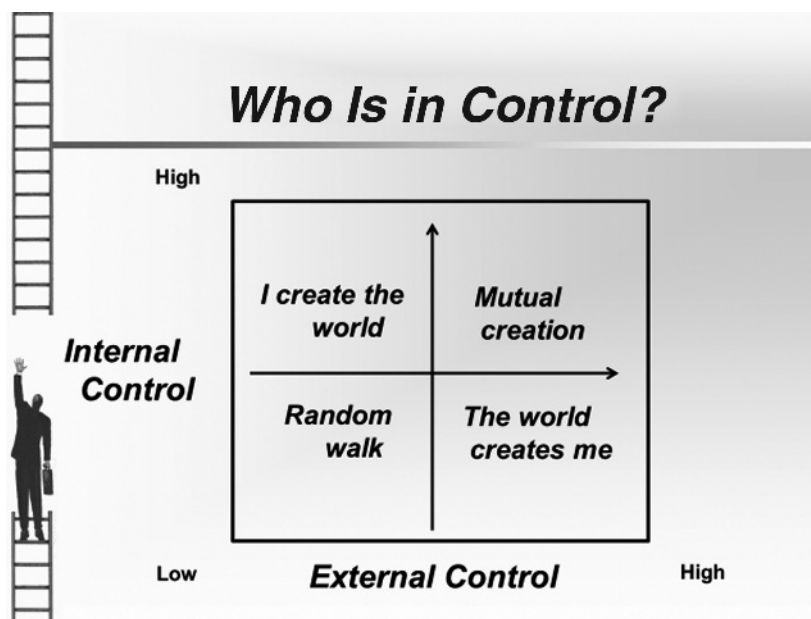 Who Is in Control?
High
I create the
world
Mutual
creation
Internal
Control
Random
walk
The world
creates me
Low
External Control
High